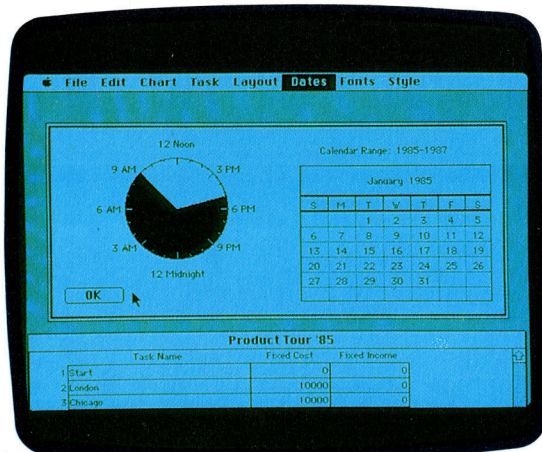 File Edit Chart Task Layout Dates Fonts Style
12 Noon
9 AM 3 PM
6 AM 6 PM
3 AM 9 PM
12 Midnight
OK
Calendar Range: 1985-1987
January 1985
S M T W T F S
1 2 3 4 5
6 7 8 9 10 11 12
13 14 15 16 17 18 19
20 21 22 23 24 25 26
27 28 29 30 31
Product Tour '85
Task Name Fixed Cost Fixed Income
1 Start 0 0
2 London 10000 0
3 Chicago 10000 0